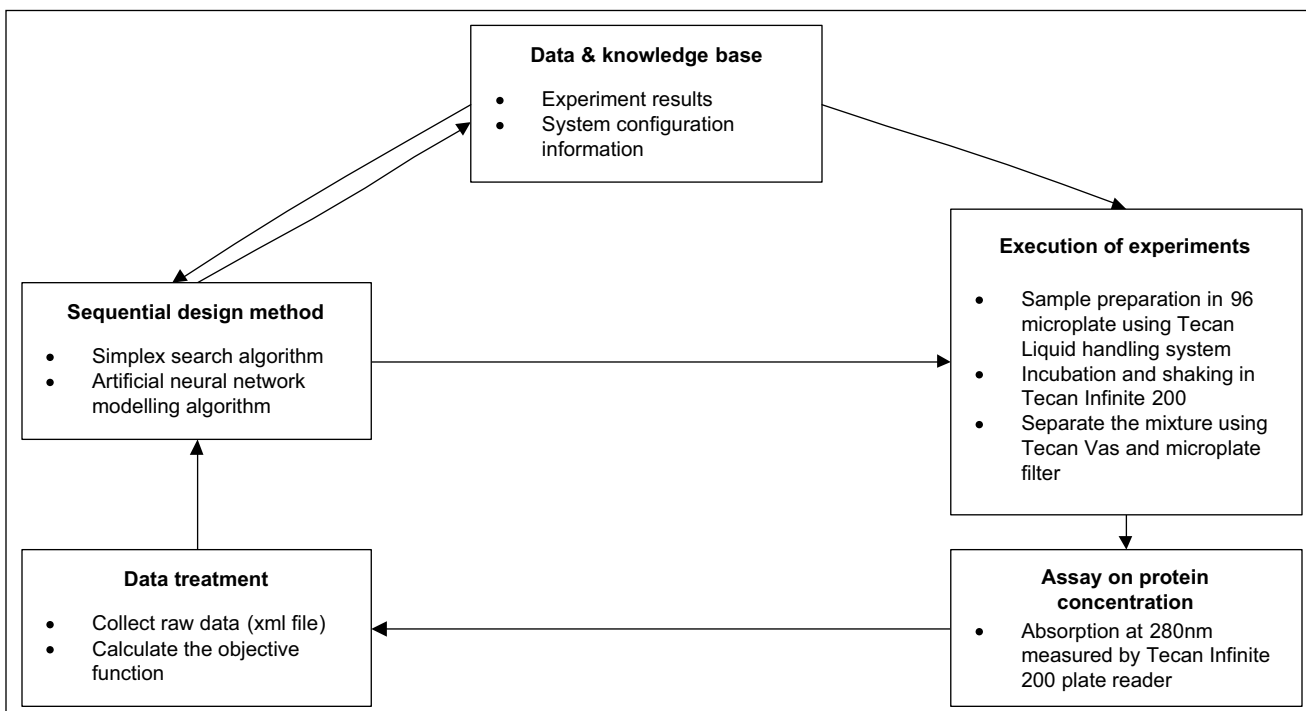 Data & knowledge base
• Experiment results
• System configuration
information
Execution of experiments
• Sample preparation in 96
microplate using Tecan
Liquid handling system
• Incubation and shaking in
Tecan Infinite 200
• Separate the mixture using
Tecan Vas and microplate
filter
Sequential design method
• Simplex search algorithm
• Artificial neural network
modelling algorithm
Data treatment
• Collect raw data (xml file)
• Calculate the objective
function
Assay on protein
concentration
• Absorption at 280nm
measured by Tecan Infinite
200 plate reader